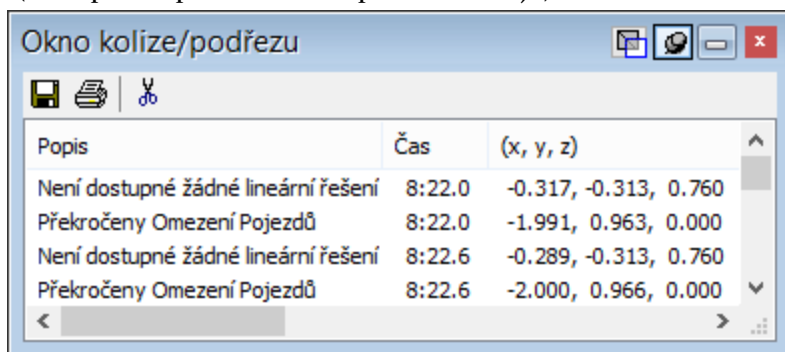 Okno kolize/podřezu
Popis Čas (x, y, z)
Není dostupné žádné lineární řešení 8:22.0 -0.317, -0.313, 0.760
Překročeny Omezení Pojezdů 8:22.0 -1.991, 0.963, 0.000
Není dostupné žádné lineární řešení 8:22.6 -0.289, -0.313, 0.760
Překročeny Omezení Pojezdů 8:22.6 -2.000, 0.966, 0.000